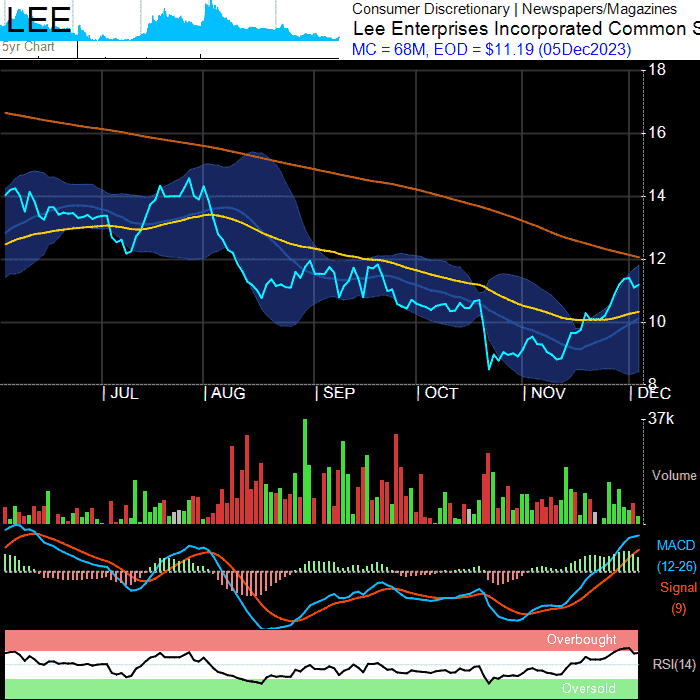 LEE
5yr Chart
Consumer Discretionary | Newspapers/Magazines
Lee Enterprises Incorporated Common S
MC = 68M, EOD = $11.19 (05Dec2023)
18
16
14
12
10
8
JUL AUG SEP OCT NOV DEC
37k
Volume
MACD
(12-26)
Signal
(9)
Overbought
RSI(14)
Oversold